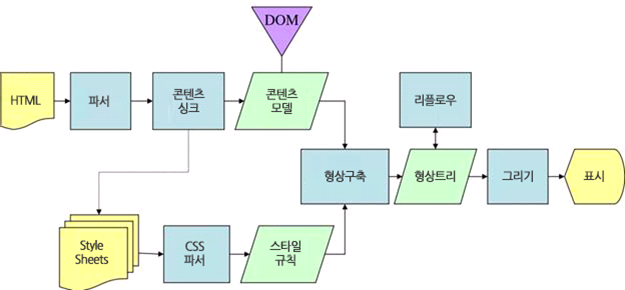 DOM
HTML
파서
콘텐츠
싱크
콘텐츠
모델
리플로우
형상구축
형상트리
그리기
표시
Style
Sheets
CSS
파서
스타일
규칙